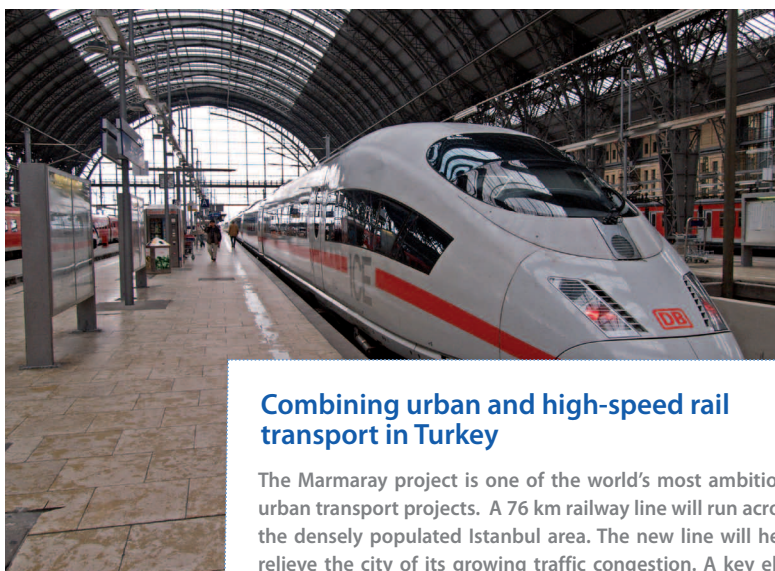 ICE
DB
Combining urban and high-speed rail
transport in Turkey
The Marmaray project is one of the world's most
urban transport projects. A 76 km railway line will run
the densely populated Istanbul area. The new line will
relieve the city of its growing traffic congestion. A key